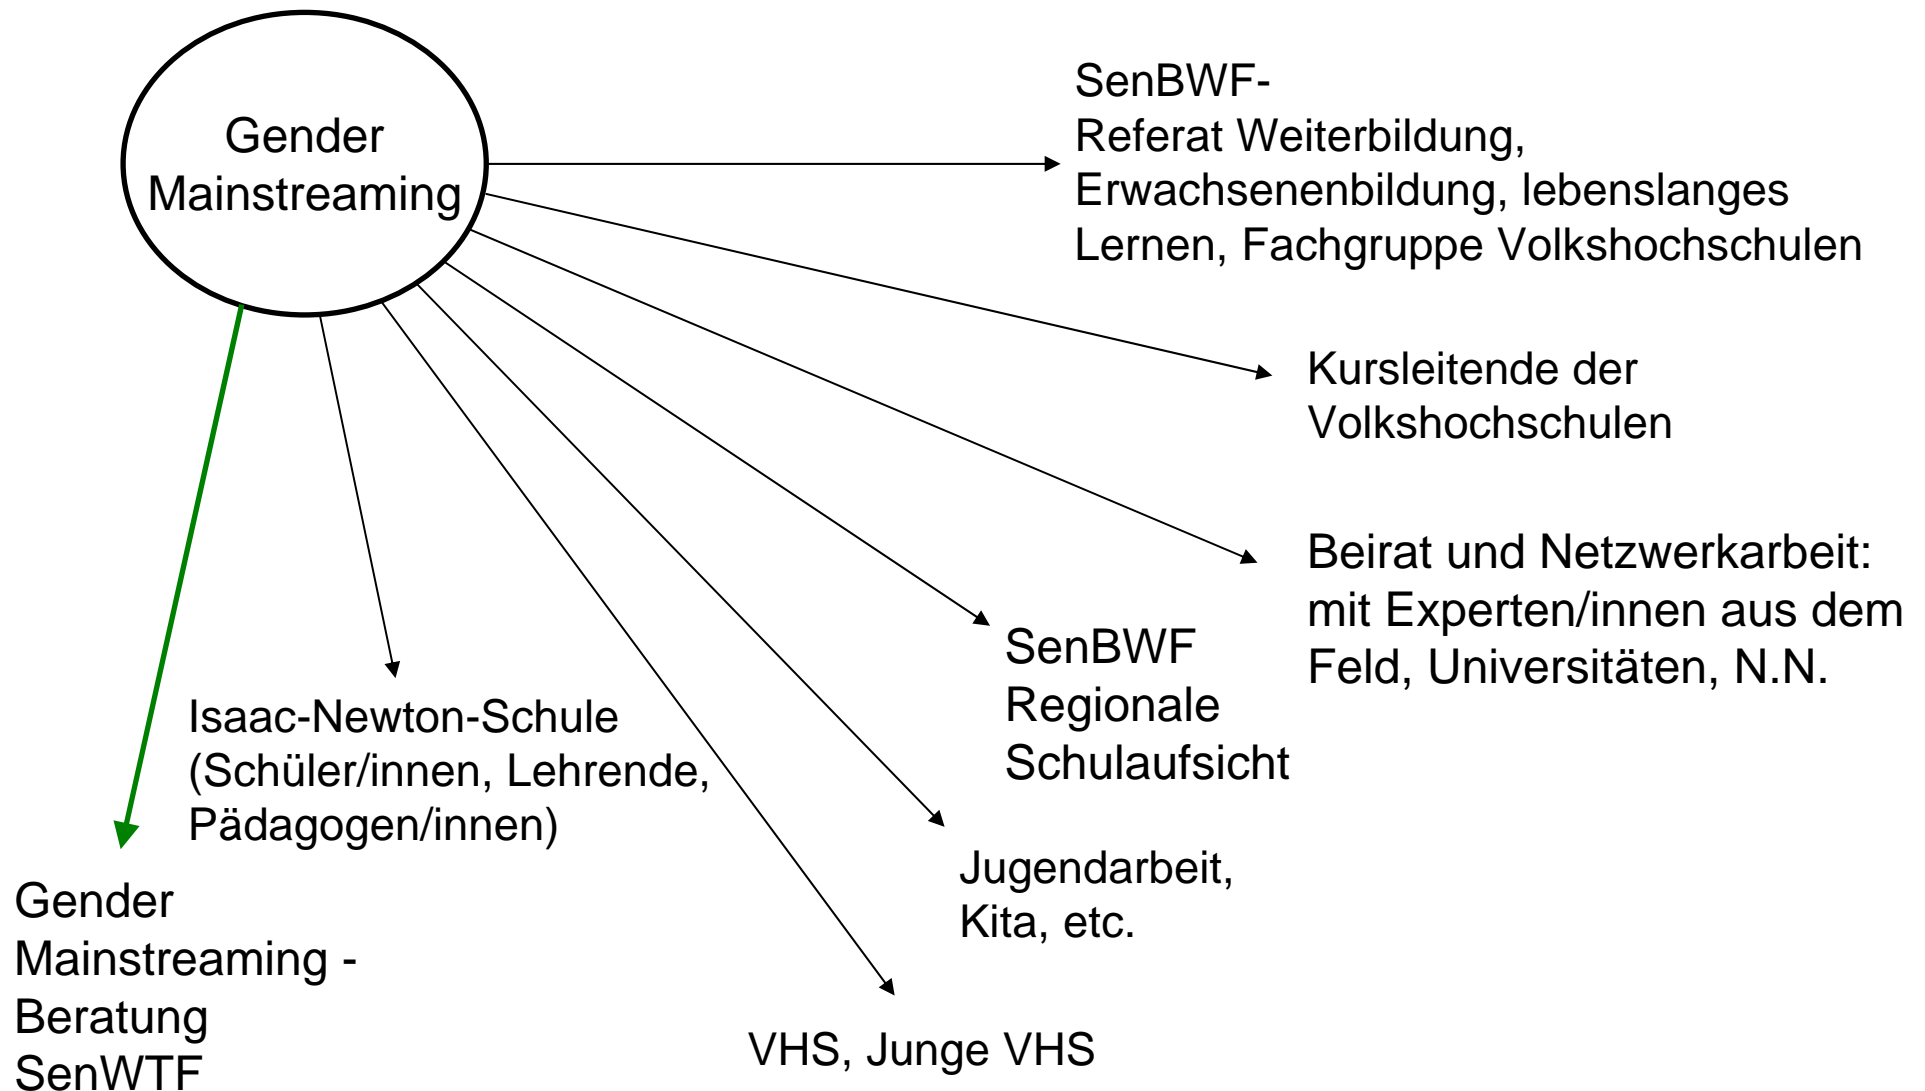 Gender
Mainstreaming
SenBWF-
Referat Weiterbildung,
Erwachsenenbildung, lebenslanges
Lernen, Fachgruppe Volkshochschulen
Kursleitende der
Volkshochschulen
Beirat und Netzwerkarbeit:
mit Experten/innen aus dem
Feld, Universitäten, N.N.
SenBWF
Regionale
Schulaufsicht
Isaac-Newton-Schule
(Schüler/innen, Lehrende,
Pädagogen/innen)
Jugendarbeit,
Kita, etc.
Gender
Mainstreaming -
Beratung
SenWTF
VHS, Junge VHS